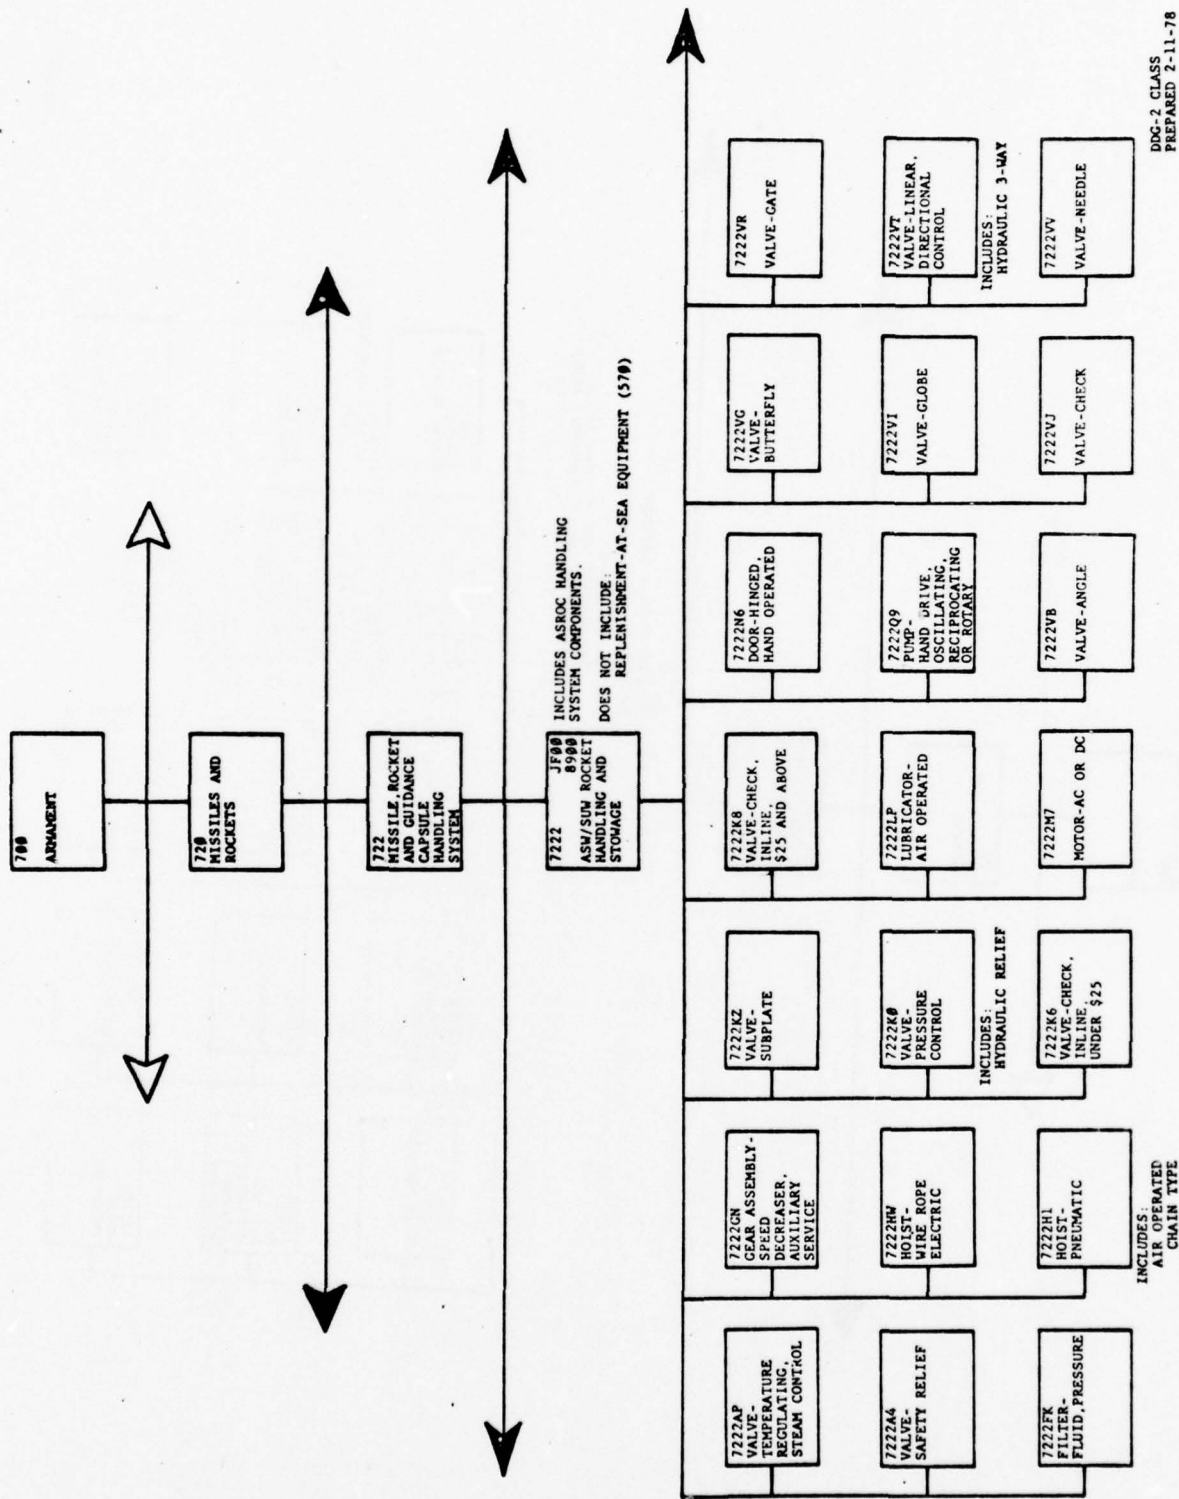 700
ARMAMENT
720
MISSILES AND
ROCKETS
722
MISSILE,ROCKET
AND GUIDANCE
CAPSULE
HANDLING
SYSTEM
7222 JF00
8900
ASW/SUW ROCKET
HANDLING AND
STOWAGE
INCLUDES ASROC HANDLING
SYSTEM COMPONENTS.
DOES NOT INCLUDE:
REPLENISHMENT-AT-SEA EQUIPMENT (570)
7222AP
VALVE-
TEMPERATURE
REGULATING,
STEAM CONTROL
7222A4
VALVE-
SAFETY RELIEF
7222FK
FILTER-
FLUID,PRESSURE
7222GN
GEAR ASSEMBLY-
SPEED
DECREASER,
AUXILIARY
SERVICE
7222HW
HOIST-
WIRE ROPE
ELECTRIC
7222H1
HOIST-
PNEUMATIC
INCLUDES:
AIR OPERATED
CHAIN TYPE
7222KZ
VALVE-
SUBPLATE
7222K0
VALVE-
PRESSURE
CONTROL
INCLUDES:
HYDRAULIC RELIEF
7222K6
VALVE-CHECK,
INLINE,
UNDER $25
7222K8
VALVE-CHECK,
INLINE,
$25 AND ABOVE
7222LP
LUBRICATOR-
AIR OPERATED
7222M7
MOTOR-AC OR DC
7222N6
DOOR-HINGED,
HAND OPERATED
7222Q9
PUMP-
HAND DRIVE,
OSCILLATING,
RECIPROCATING
OR ROTARY
7222VB
VALVE-ANGLE
7222VG
VALVE-
BUTTERFLY
7222VI
VALVE-GLOBE
7222VJ
VALVE-CHECK
7222VR
VALVE-GATE
7222VT
VALVE-LINEAR,
DIRECTIONAL
CONTROL
INCLUDES:
HYDRAULIC 3-WAY
7222VV
VALVE-NEEDLE
DDG-2 CLASS
PREPARED 2-11-78